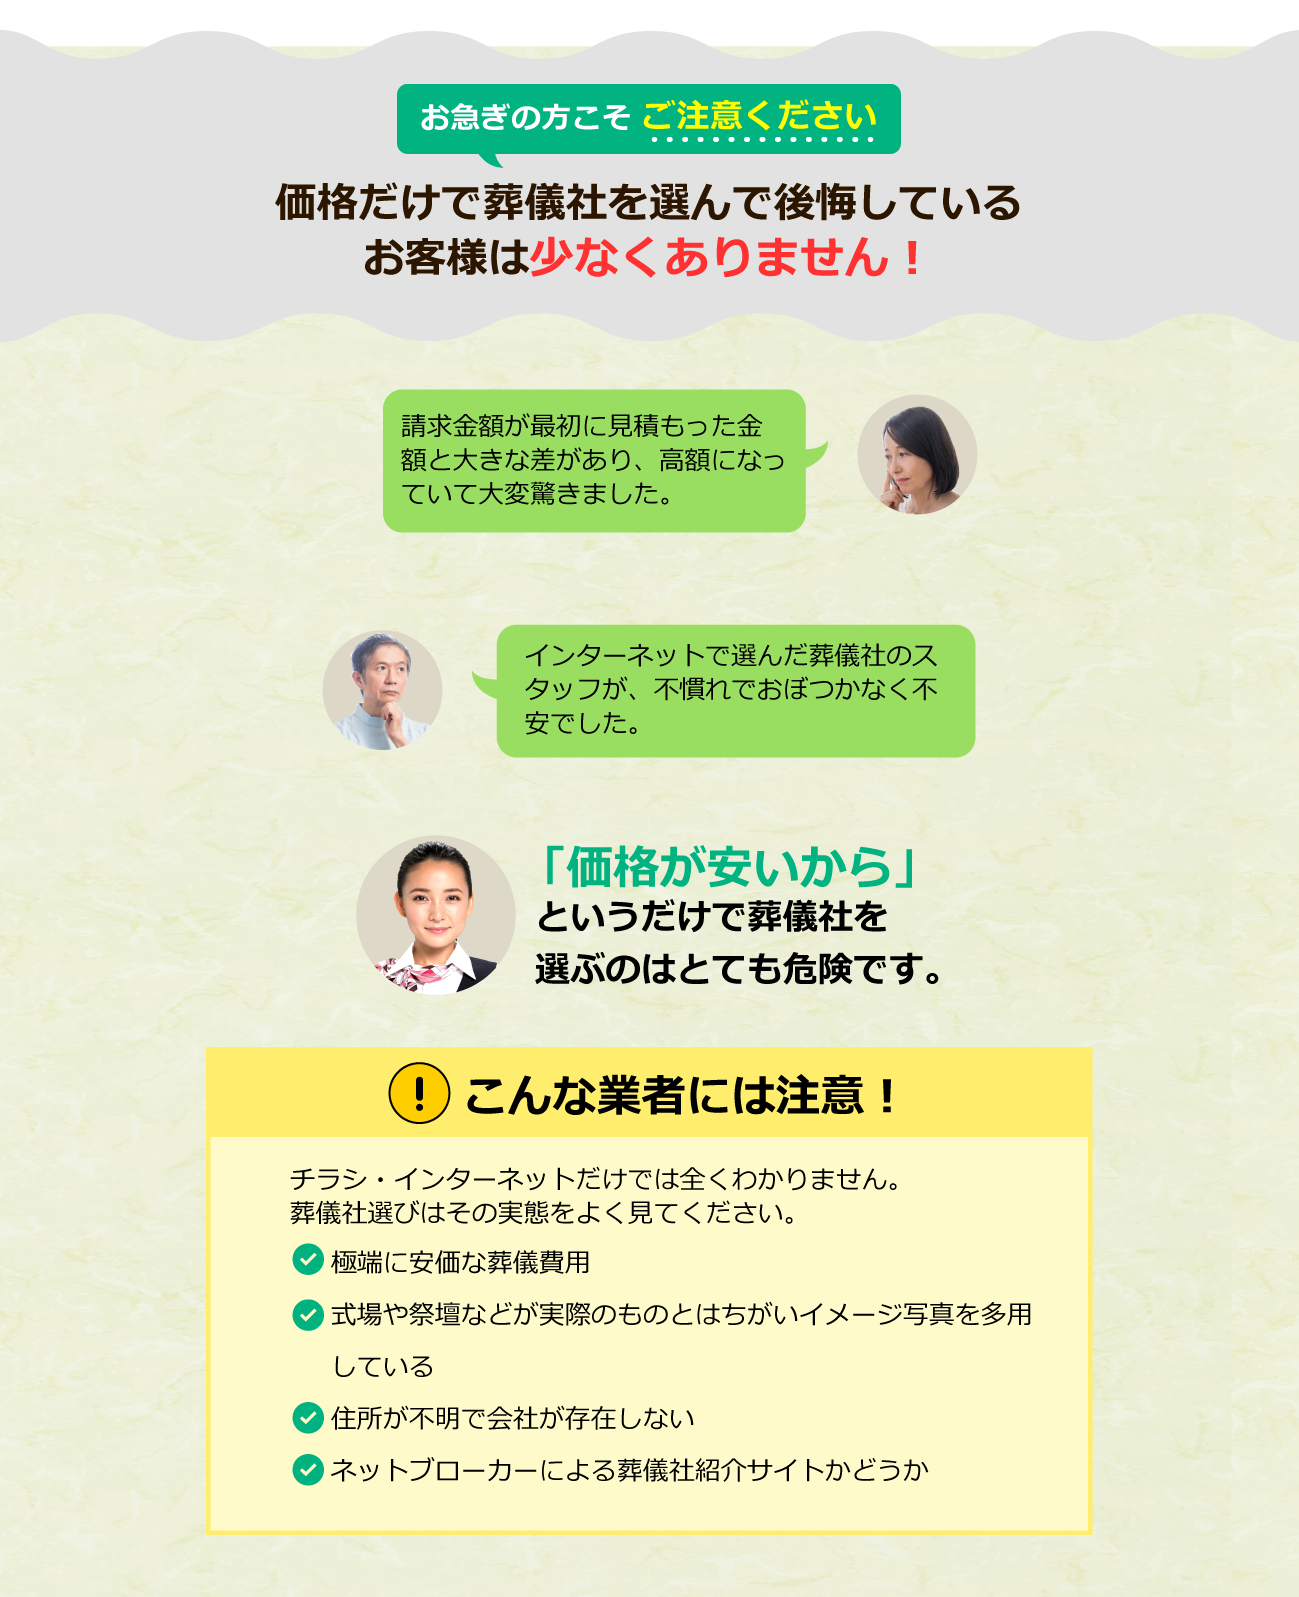 お急ぎの方こそ ご注意ください
価格だけで葬儀社を選んで後悔している
お客様は少なくありません！
請求金額が最初に見積もった金
額と大きな差があり、高額になっ
ていて大変驚きました。
インターネットで選んだ葬儀社のス
タッフが、不慣れでおぼつかなく不
安でした。
「価格が安いから」
というだけで葬儀社を
選ぶのはとても危険です。
! こんな業者には注意！
チラシ・インターネットだけでは全くわかりません。
葬儀社選びはその実態をよく見てください。
極端に安価な葬儀費用
式場や祭壇などが実際のものとはちがいイメージ写真を多用
している
住所が不明で会社が存在しない
ネットブローカーによる葬儀社紹介サイトかどうか